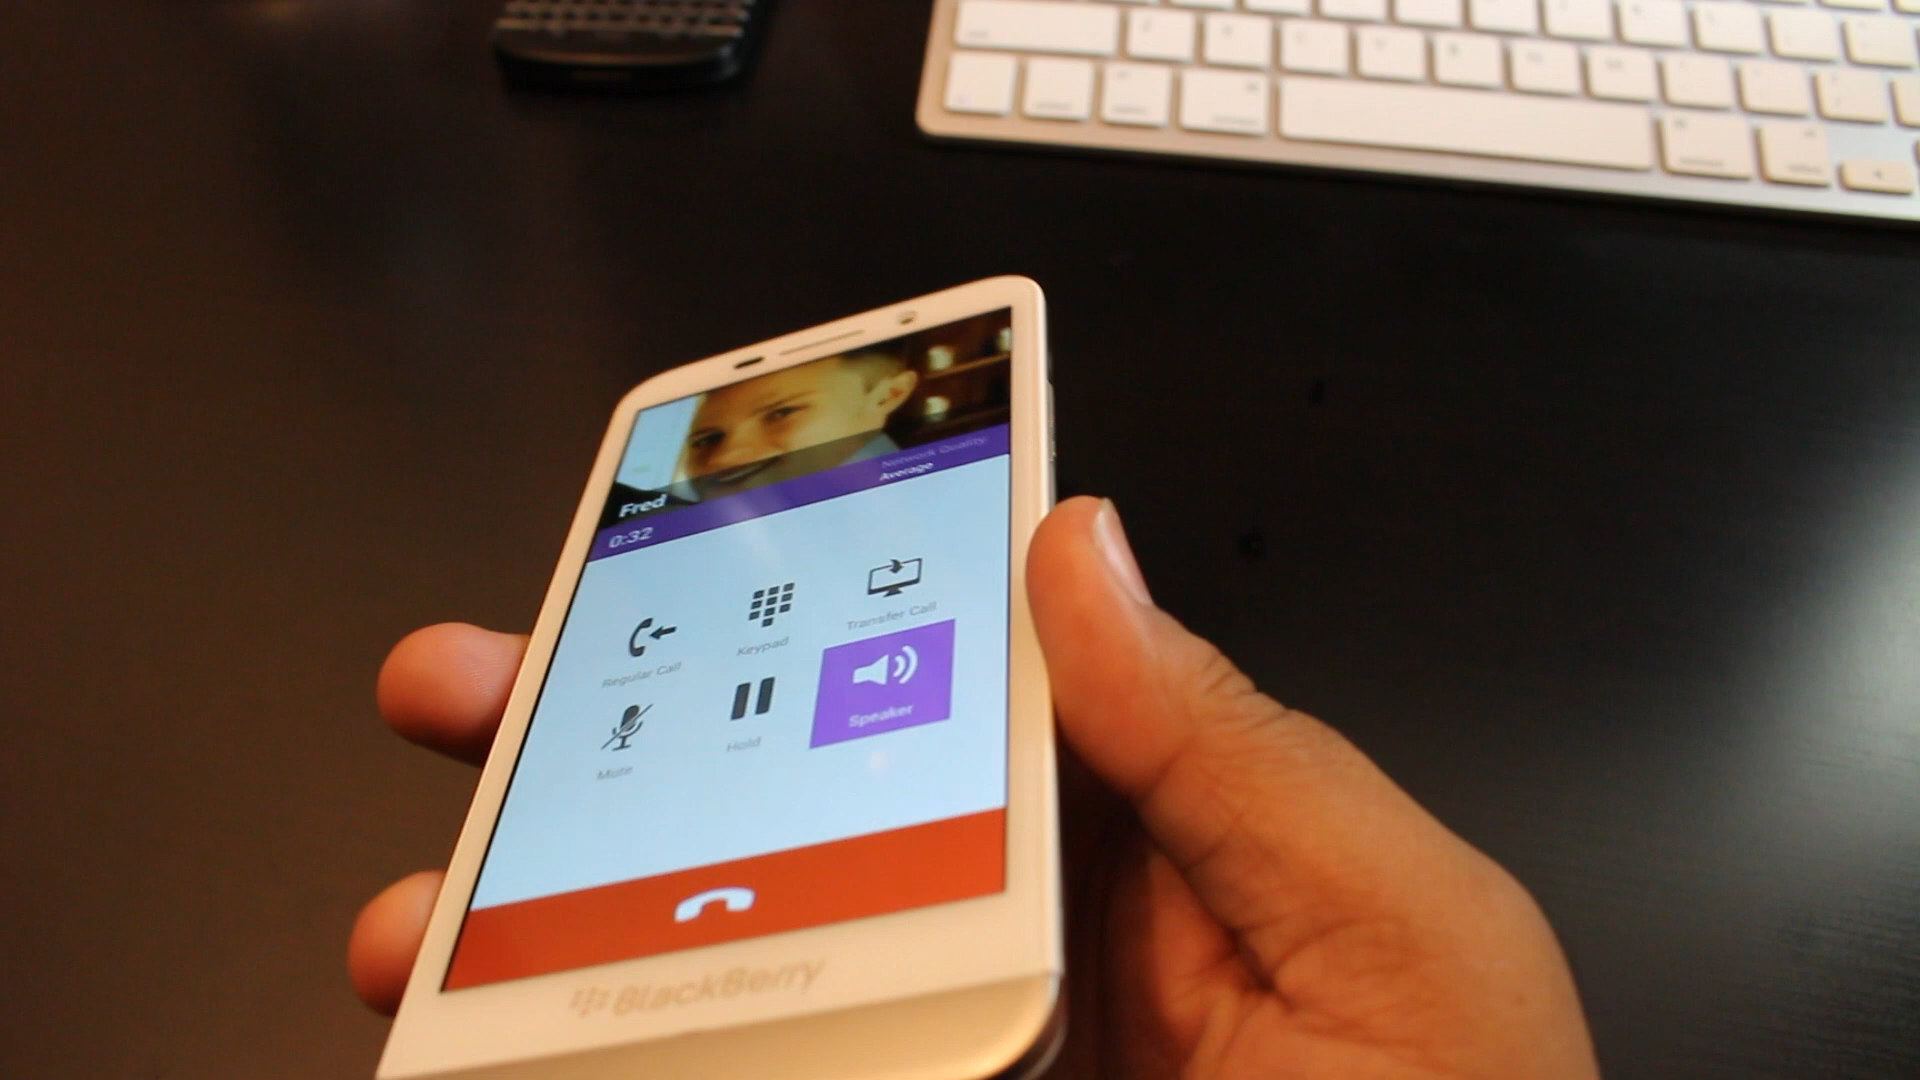 Network Quality:
Average
Fred
0:32
Regular Call
Keypad
Transfer Call
Mute
Hold
Speaker
BlackBerry